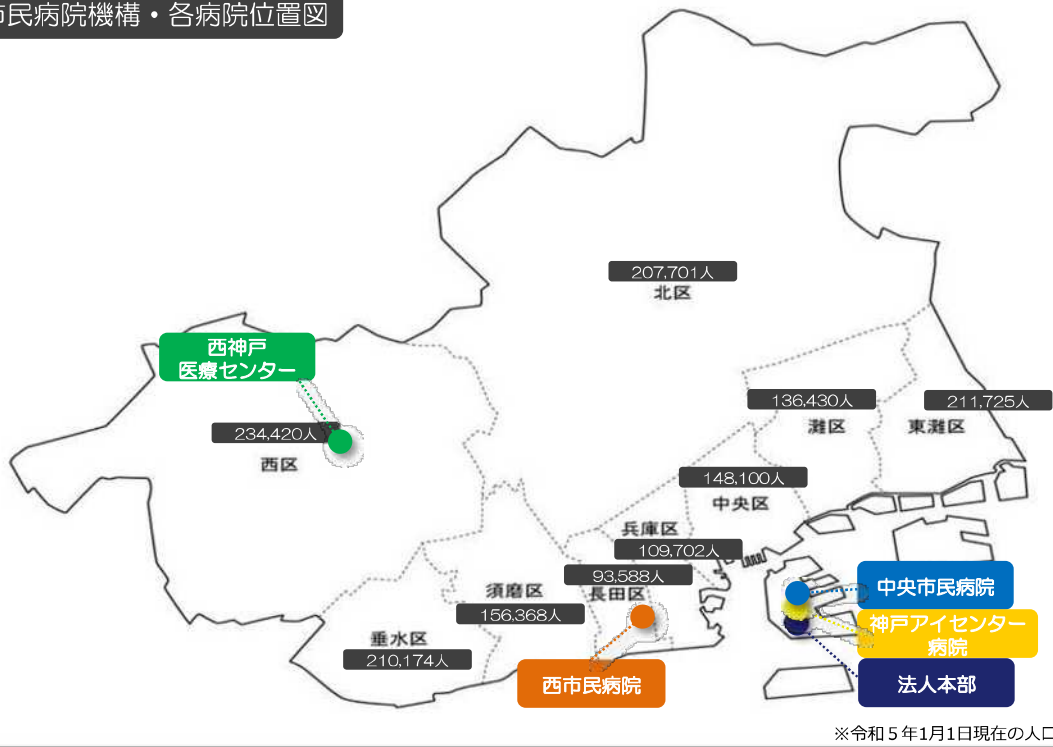 市民病院機構・各病院位置図
207,701人
北区
西神戸
医療センター
136,430人
灘区
211,725人
東灘区
234,420人
西区
148,100人
中央区
兵庫区
109,702人
93,588人
長田区
須磨区
156,368人
垂水区
210,174人
中央市民病院
神戸アイセンター
病院
法人本部
西市民病院
※令和５年1月1日現在の人口